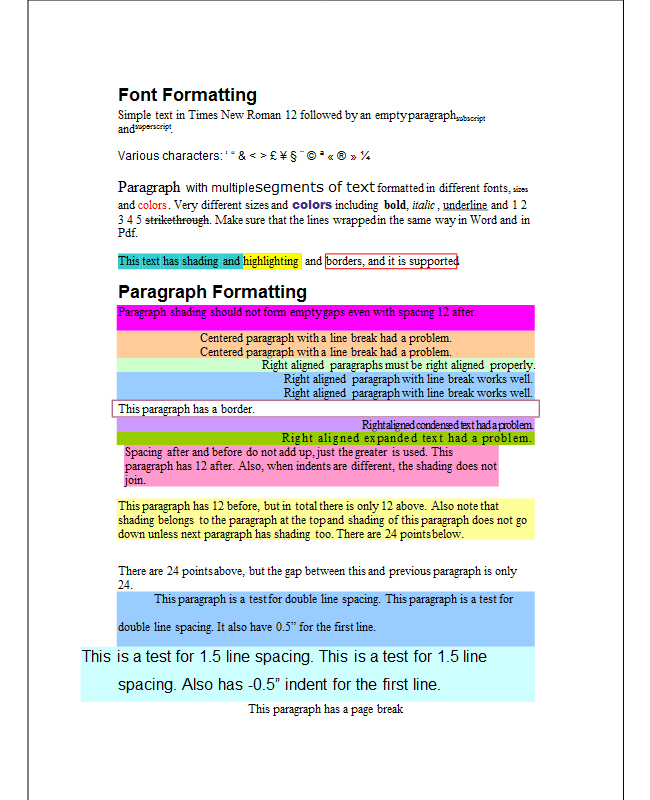 Font Formatting
Simple text in Times New Roman 12 followed by an empty paragraph subscript
and superscript.
Various characters: ‘ “ & < > £ ¥ § ¨ © ª « ® » ¼
Paragraph with multiple segments of text formatted in different fonts, sizes
and colors. Very different sizes and colors including bold, italic, underline and 1 2
3 4 5 strikethrough. Make sure that the lines wrapped in the same way in Word and in
Pdf.
This text has shading and highlighting and borders, and it is supported.
Paragraph Formatting
Paragraph shading should not form empty gaps even with spacing 12 after.
Centered paragraph with a line break had a problem.
Centered paragraph with a line break had a problem.
Right aligned paragraphs must be right aligned properly.
Right aligned paragraph with line break works well.
Right aligned paragraph with line break works well.
This paragraph has a border.
Right aligned condensed text had a problem.
Right aligned expanded text had a problem.
Spacing after and before do not add up, just the greater is used. This
paragraph has 12 after. Also, when indents are different, the shading does not
join.
This paragraph has 12 before, but in total there is only 12 above. Also note that
shading belongs to the paragraph at the top and shading of this paragraph does not go
down unless next paragraph has shading too. There are 24 points below.
There are 24 points above, but the gap between this and previous paragraph is only
24.
This paragraph is a test for double line spacing. This paragraph is a test for
double line spacing. It also have 0.5” for the first line.
This is a test for 1.5 line spacing. This is a test for 1.5 line
spacing. Also has -0.5” indent for the first line.
This paragraph has a page break